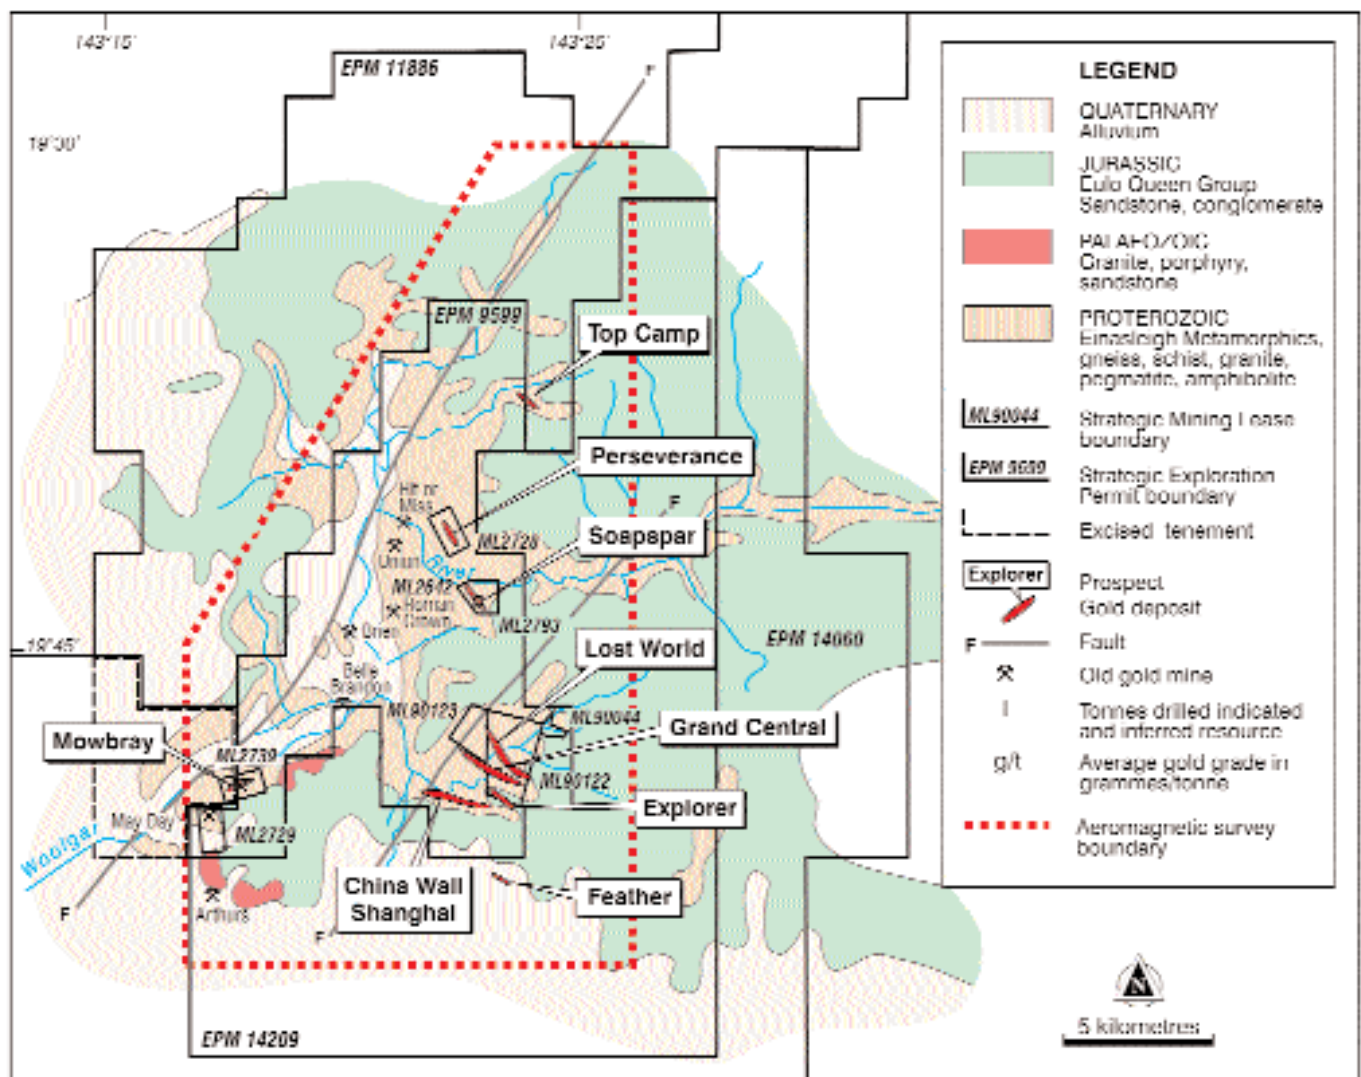 143°15'
143°25'
EPM 11886
F
19°00'
EPM 9599
Top Camp
Perseverance
Hit or
Miss
F
Soapspar
ML2728
Union
River
ML2642
Homan
Crown
ML2793
Brien
19°45'
EPM 14060
Lost World
Belle
Brandon
ML90123
ML90044
Grand Central
Mowbray
ML2739
ML90122
Explorer
May Day
ML2729
Woolgar
China Wall
Shanghai
Feather
F
Arthurs
F
EPM 14209
LEGEND
QUATERNARY
Alluvium
JURASSIC
Eulo Queen Group
Sandstone, conglomerate
PALAEOZOIC
Granite, porphyry,
sandstone
PROTEROZOIC
Einasleigh Metamorphics,
gneiss, schist, granite,
pegmatite, amphibolite
ML90044
Strategic Mining Lease
boundary
EPM 9599
Strategic Exploration
Permit boundary
Excised tenement
Explorer
Prospect
Gold deposit
F
Fault
Old gold mine
Tonnes drilled indicated
and inferred resource
g/t
Average gold grade in
grammes/tonne
Aeromagnetic survey
boundary
N
5 kilometres